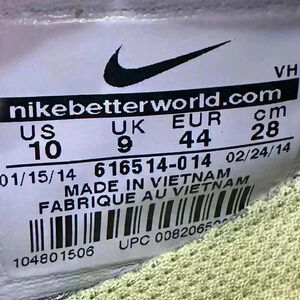 VH
nikebetterworld.com
US UK EUR cm
10 9 44 28
01/15/14 616514-014 02/24/14
MADE IN VIETNAM
FABRIQUE AU VIETNAM
104801506 UPC